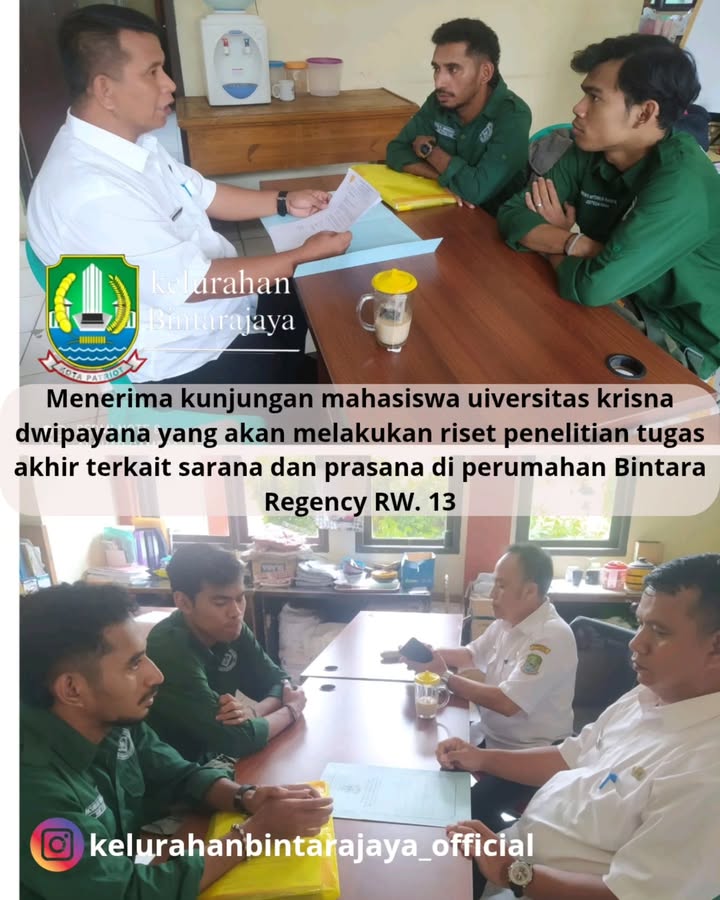 kelurahan
Bintarajaya
KOTA PATRIOT
Menerima kunjungan mahasiswa uiversitas krisna
dwipayana yang akan melakukan riset penelitian tugas
akhir terkait sarana dan prasana di perumahan Bintara
Regency RW. 13
kelurahanbintarajaya_official